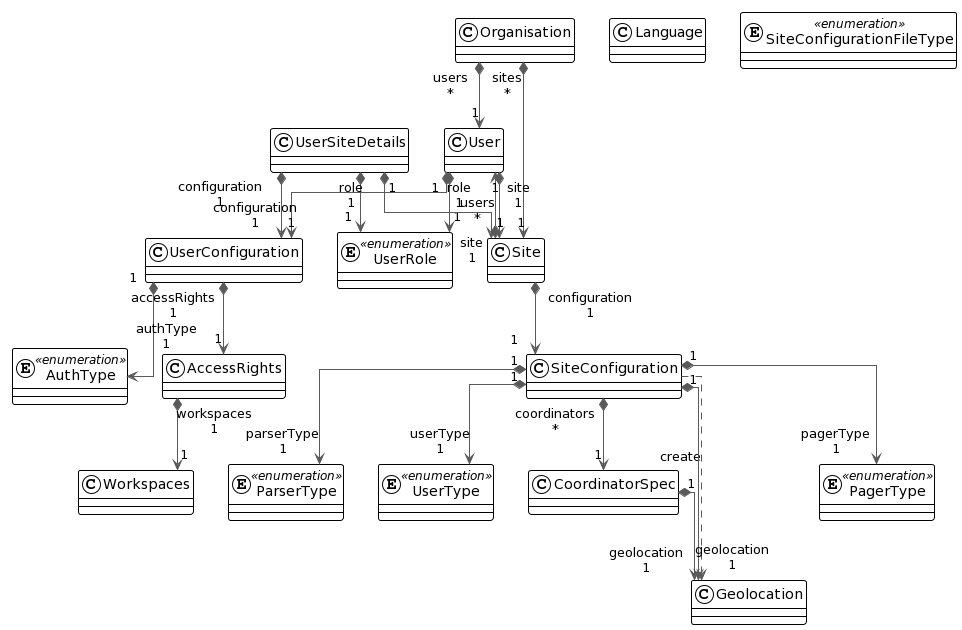 C Organisation
C Language
«enumeration»
E SiteConfigurationFileType
users
*
sites
*
1
C UserSiteDetails
C User
configuration
1
role
1
1
1
1
role
1
1
site
1
configuration
1
1
1
1
users
*
1
1
site
1
C UserConfiguration
«enumeration»
E UserRole
C Site
1
accessRights
1
configuration
1
authType
1
1
1
«enumeration»
E AuthType
C AccessRights
C SiteConfiguration
1
1
1
1
workspaces
1
parserType
1
userType
1
coordinators
*
pagerType
1
create
1
1
C Workspaces
«enumeration»
E ParserType
«enumeration»
E UserType
C CoordinatorSpec
1
«enumeration»
E PagerType
geolocation
1
geolocation
1
C Geolocation